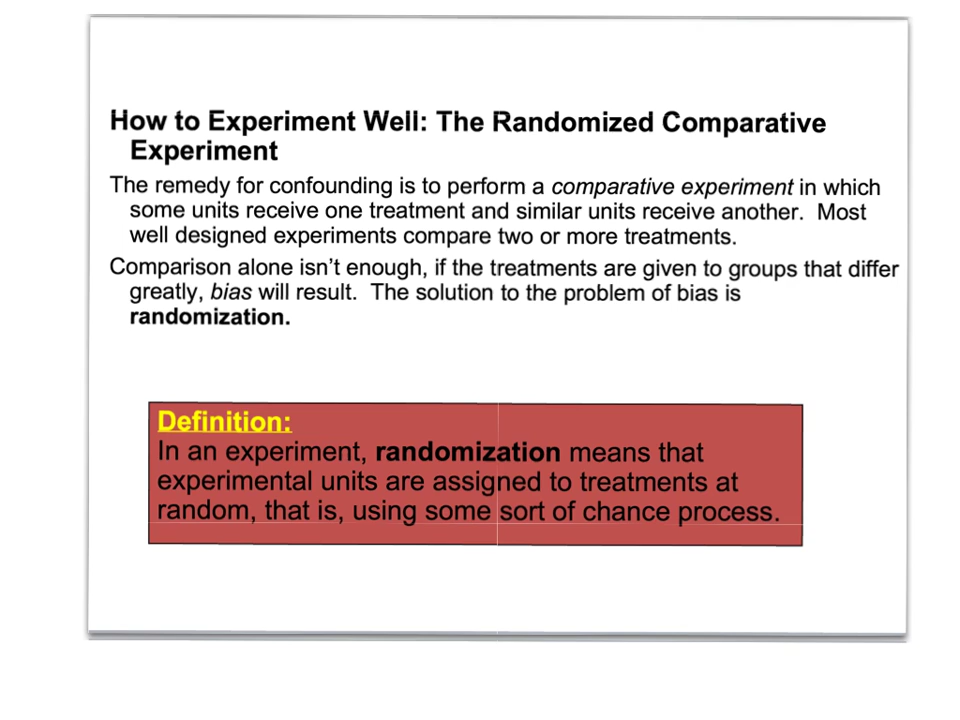 How to Experiment Well: The Randomized Comparative
Experiment
The remedy for confounding is to perform a comparative experiment in which
some units receive one treatment and similar units receive another.  Most
well designed experiments compare two or more treatments.
Comparison alone isn’t enough, if the treatments are given to groups that differ
greatly, bias will result.  The solution to the problem of bias is
randomization.
Definition:
In an experiment, randomization means that
experimental units are assigned to treatments at
random, that is, using some sort of chance process.